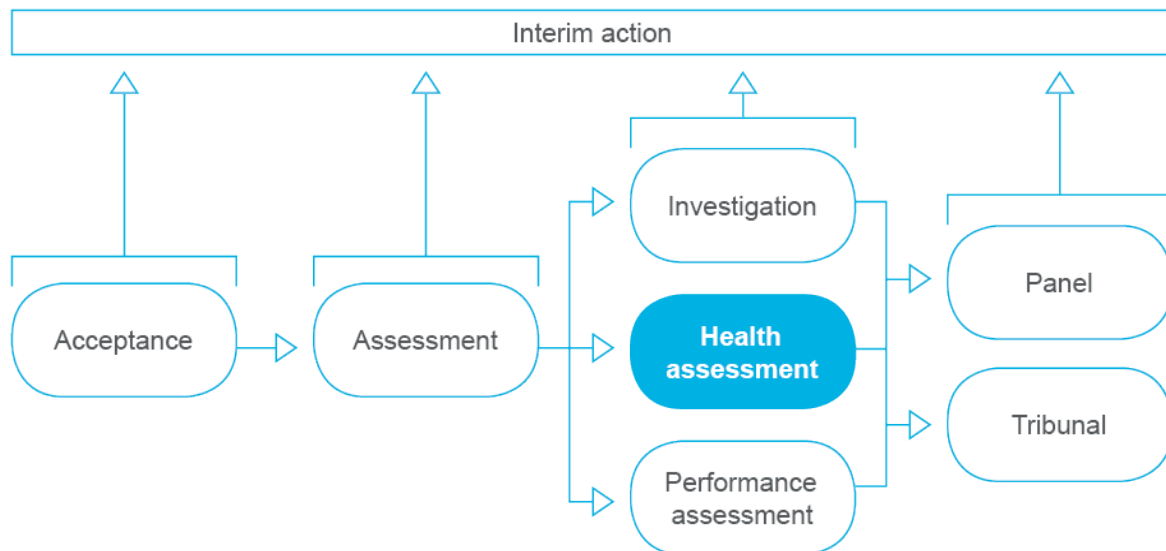 Interim action
Acceptance
Assessment
Investigation
Health
assessment
Performance
assessment
Panel
Tribunal